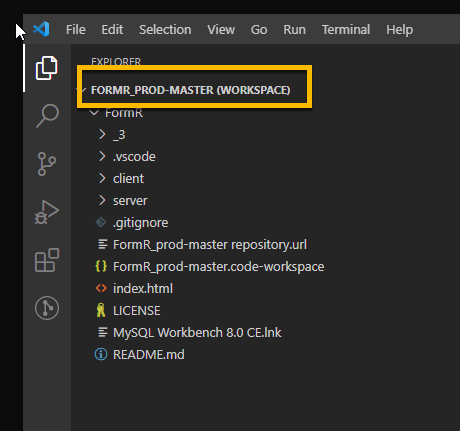 File Edit Selection View Go Run Terminal Help
EXPLORER
FORMR_PROD-MASTER (WORKSPACE)
FormR
_3
.vscode
client
server
.gitignore
FormR_prod-master repository.url
FormR_prod-master.code-workspace
index.html
LICENSE
MySQL Workbench 8.0 CE.lnk
README.md